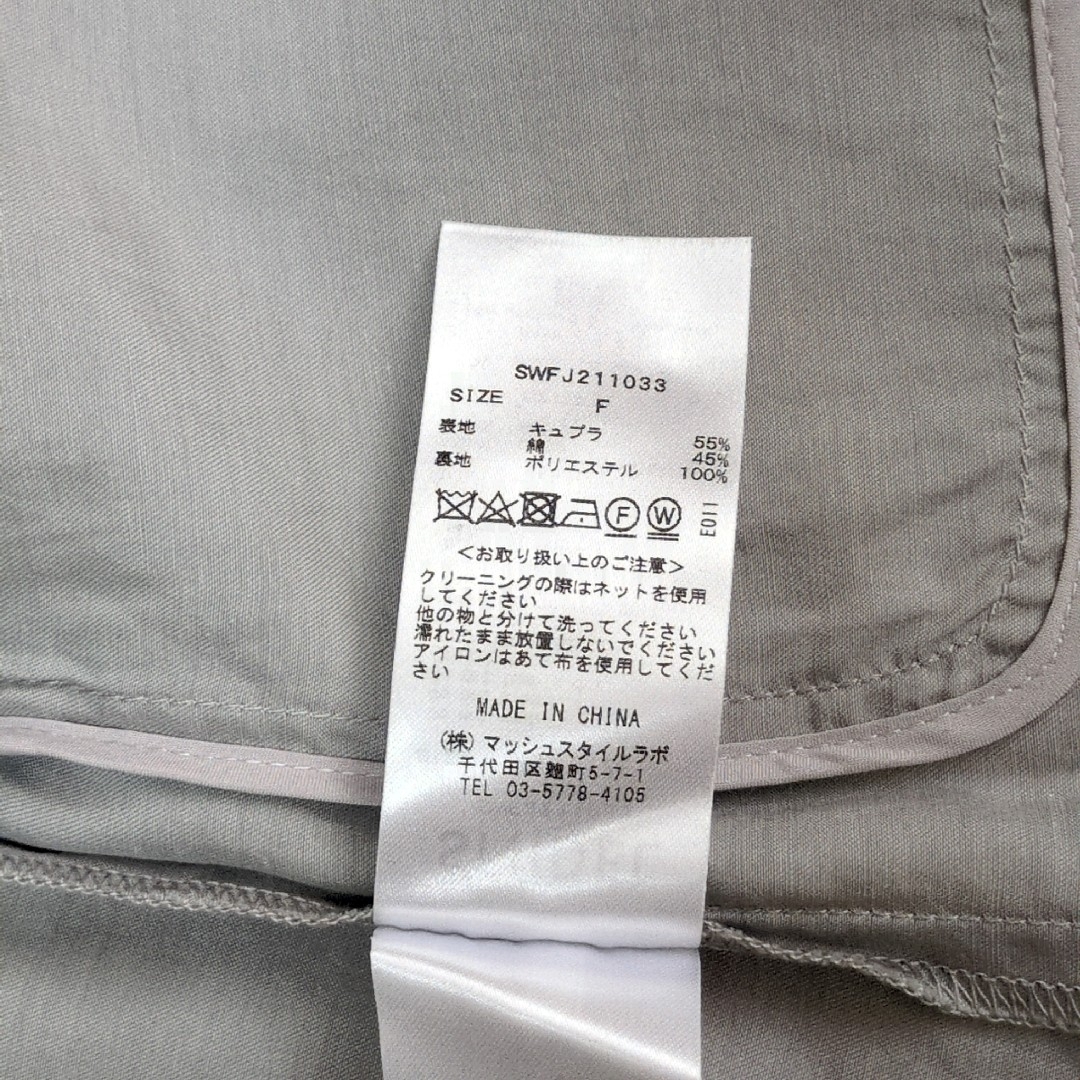 SWFJ211033
SIZE F
表地 キュプラ 55%
綿 45%
裏地 ポリエステル 100%
F W E011
<お取り扱い上のご注意>
クリーニングの際はネットを使用
してください
他の物と分けて洗ってください
濡れたまま放置しないでください
アイロンはあて布を使用してくだ
さい
MADE IN CHINA
(株)マッシュスタイルラボ
千代田区麹町5-7-1
TEL 03-5778-4105